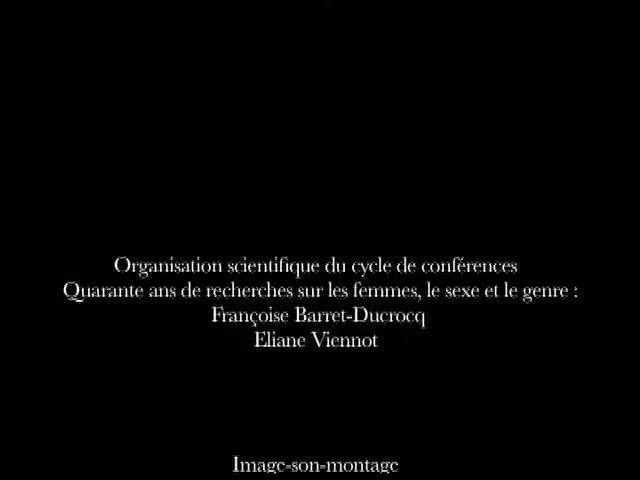 Organisation scientifique du cycle de conférences
Quarante ans de recherches sur les femmes, le sexe et le genre :
Françoise Barret-Ducrocq
Eliane Viennot
Image-son-montage